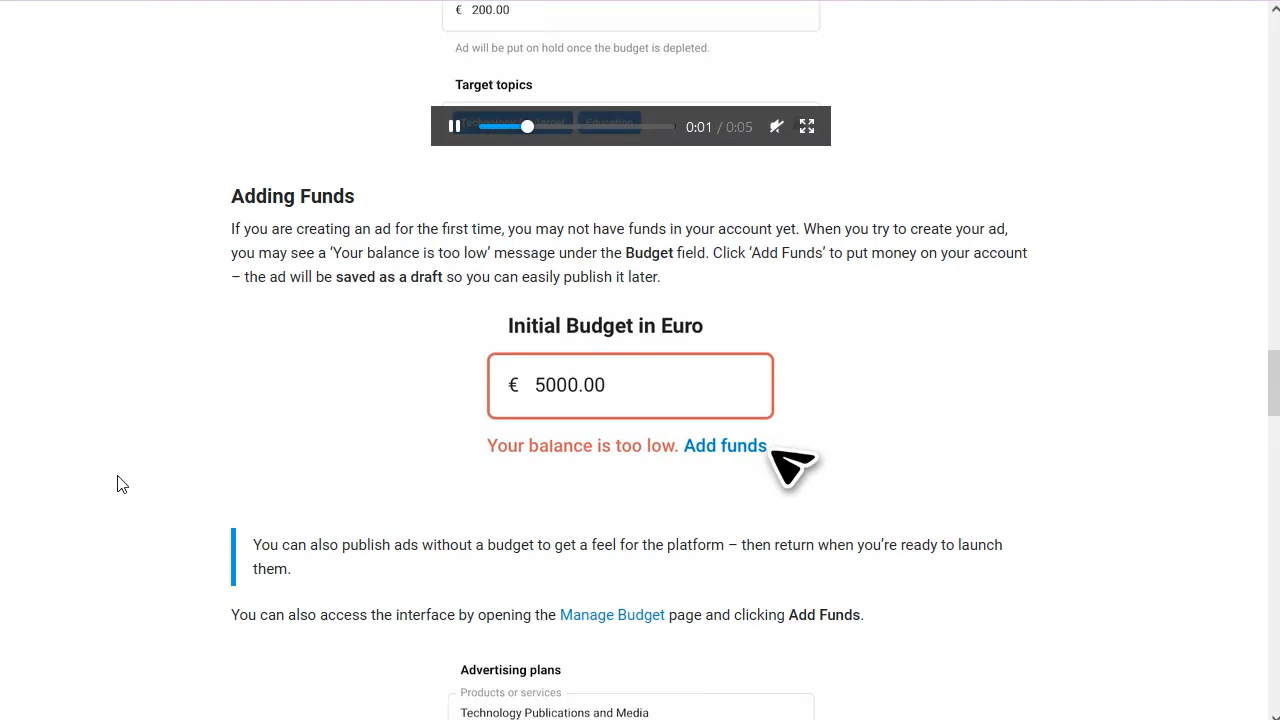 € 200.00
Ad will be put on hold once the budget is depleted.
Target topics
Education
0:01 / 0:05
Adding Funds
If you are creating an ad for the first time, you may not have funds in your account yet. When you try to create your ad,
you may see a ‘Your balance is too low’ message under the Budget field. Click ‘Add Funds’ to put money on your account
– the ad will be saved as a draft so you can easily publish it later.
Initial Budget in Euro
€ 5000.00
Your balance is too low. Add funds
You can also publish ads without a budget to get a feel for the platform – then return when you’re ready to launch
them.
You can also access the interface by opening the Manage Budget page and clicking Add Funds.
Advertising plans
Products or services
Technology Publications and Media